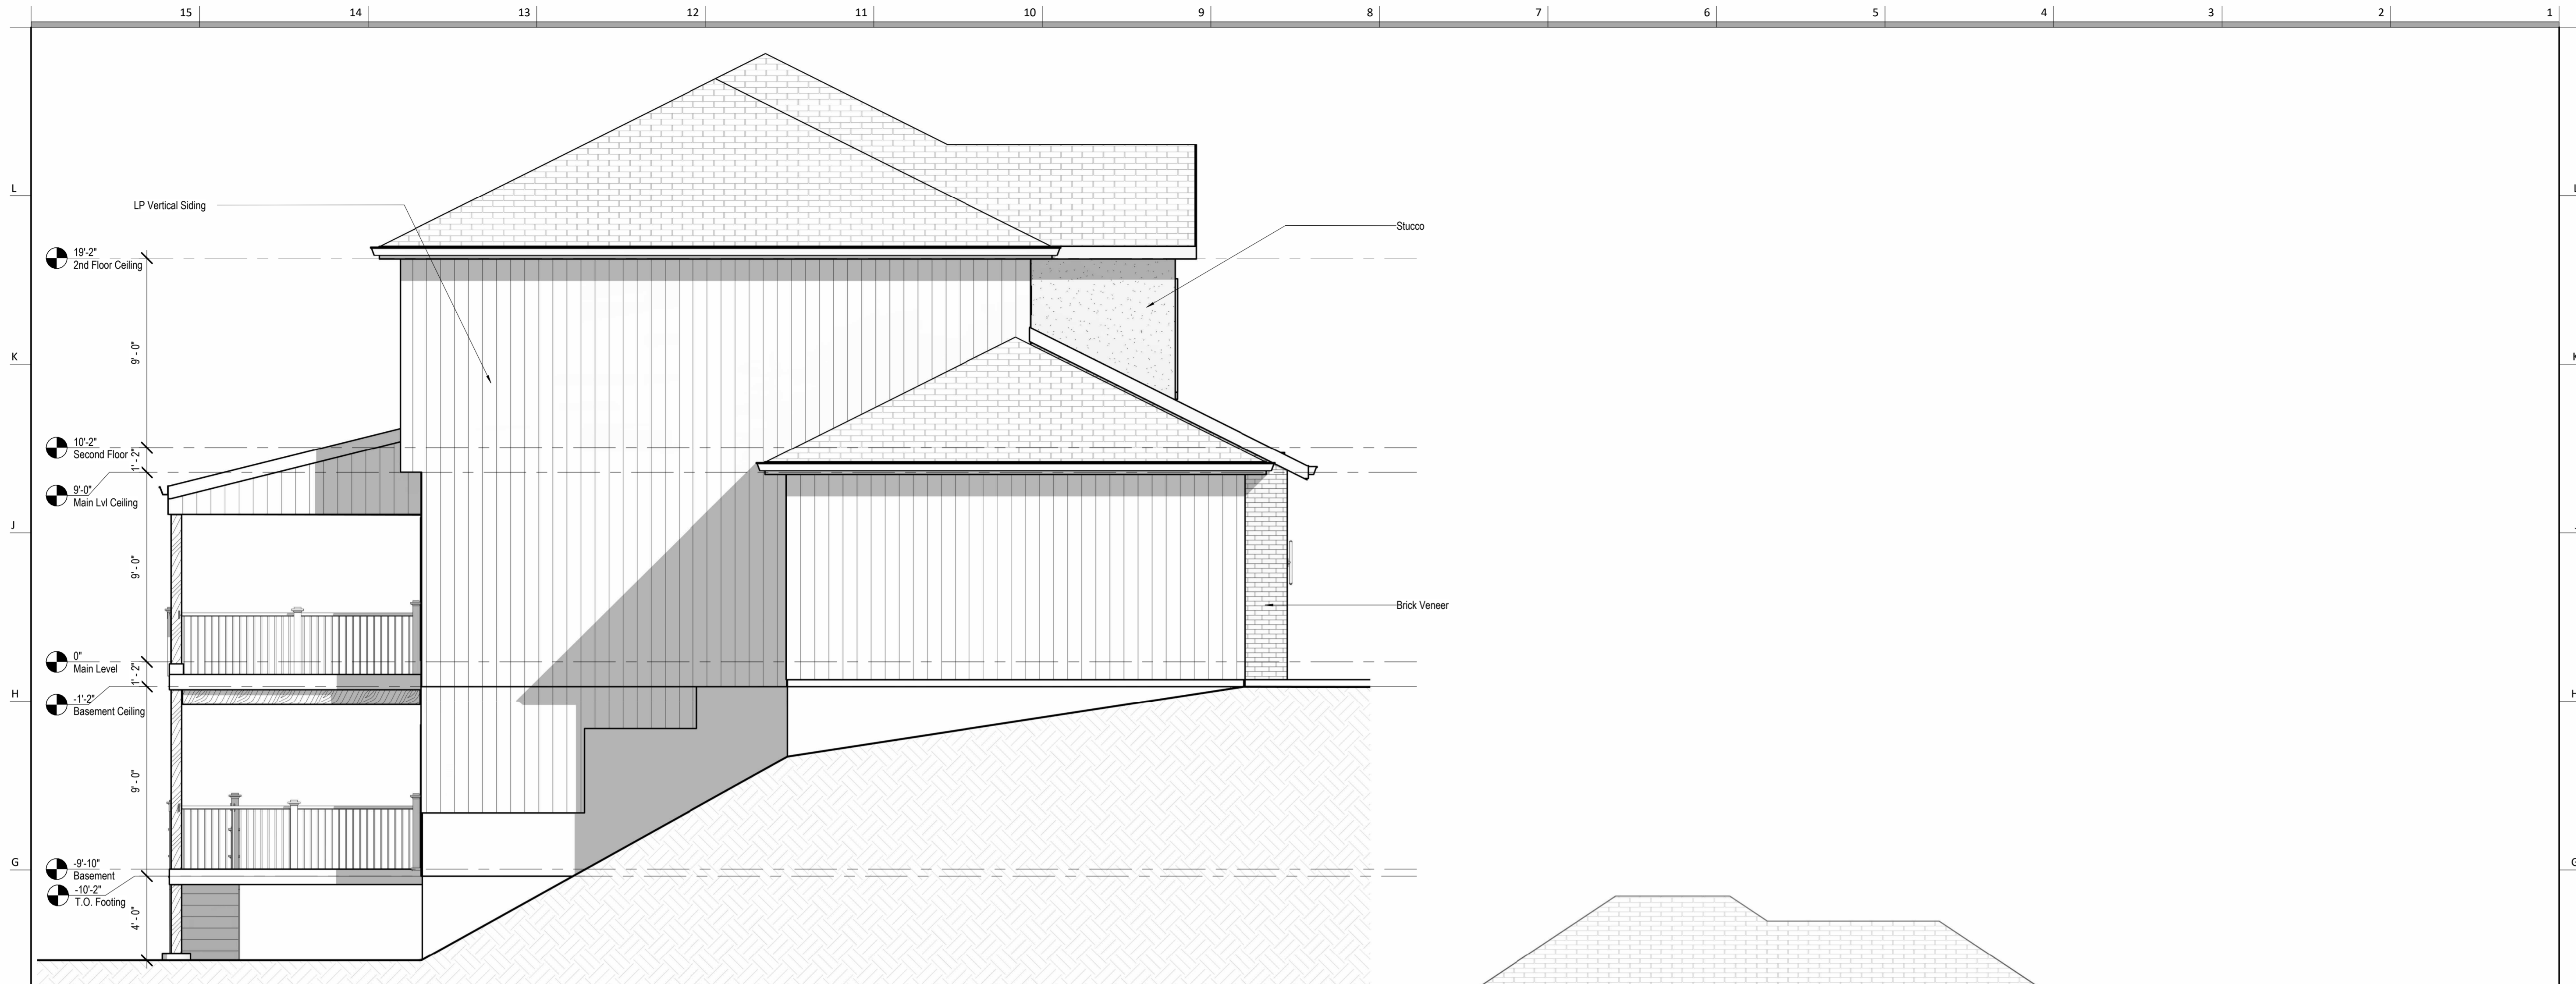 15 14 13 12 11 10 9 8 7 6 5 4 3 2 1
L
LP Vertical Siding
Stucco
19'-2"
2nd Floor Ceiling
9' - 0"
K
10'-2"
Second Floor
1' - 2"
9'-0"
Main Lvl Ceiling
J
9' - 0"
Brick Veneer
0"
Main Level
1' - 2"
H
H
-1'-2"
Basement Ceiling
9' - 0"
G
G
-9'-10"
Basement
-10'-2"
T.O. Footing
4' - 0"